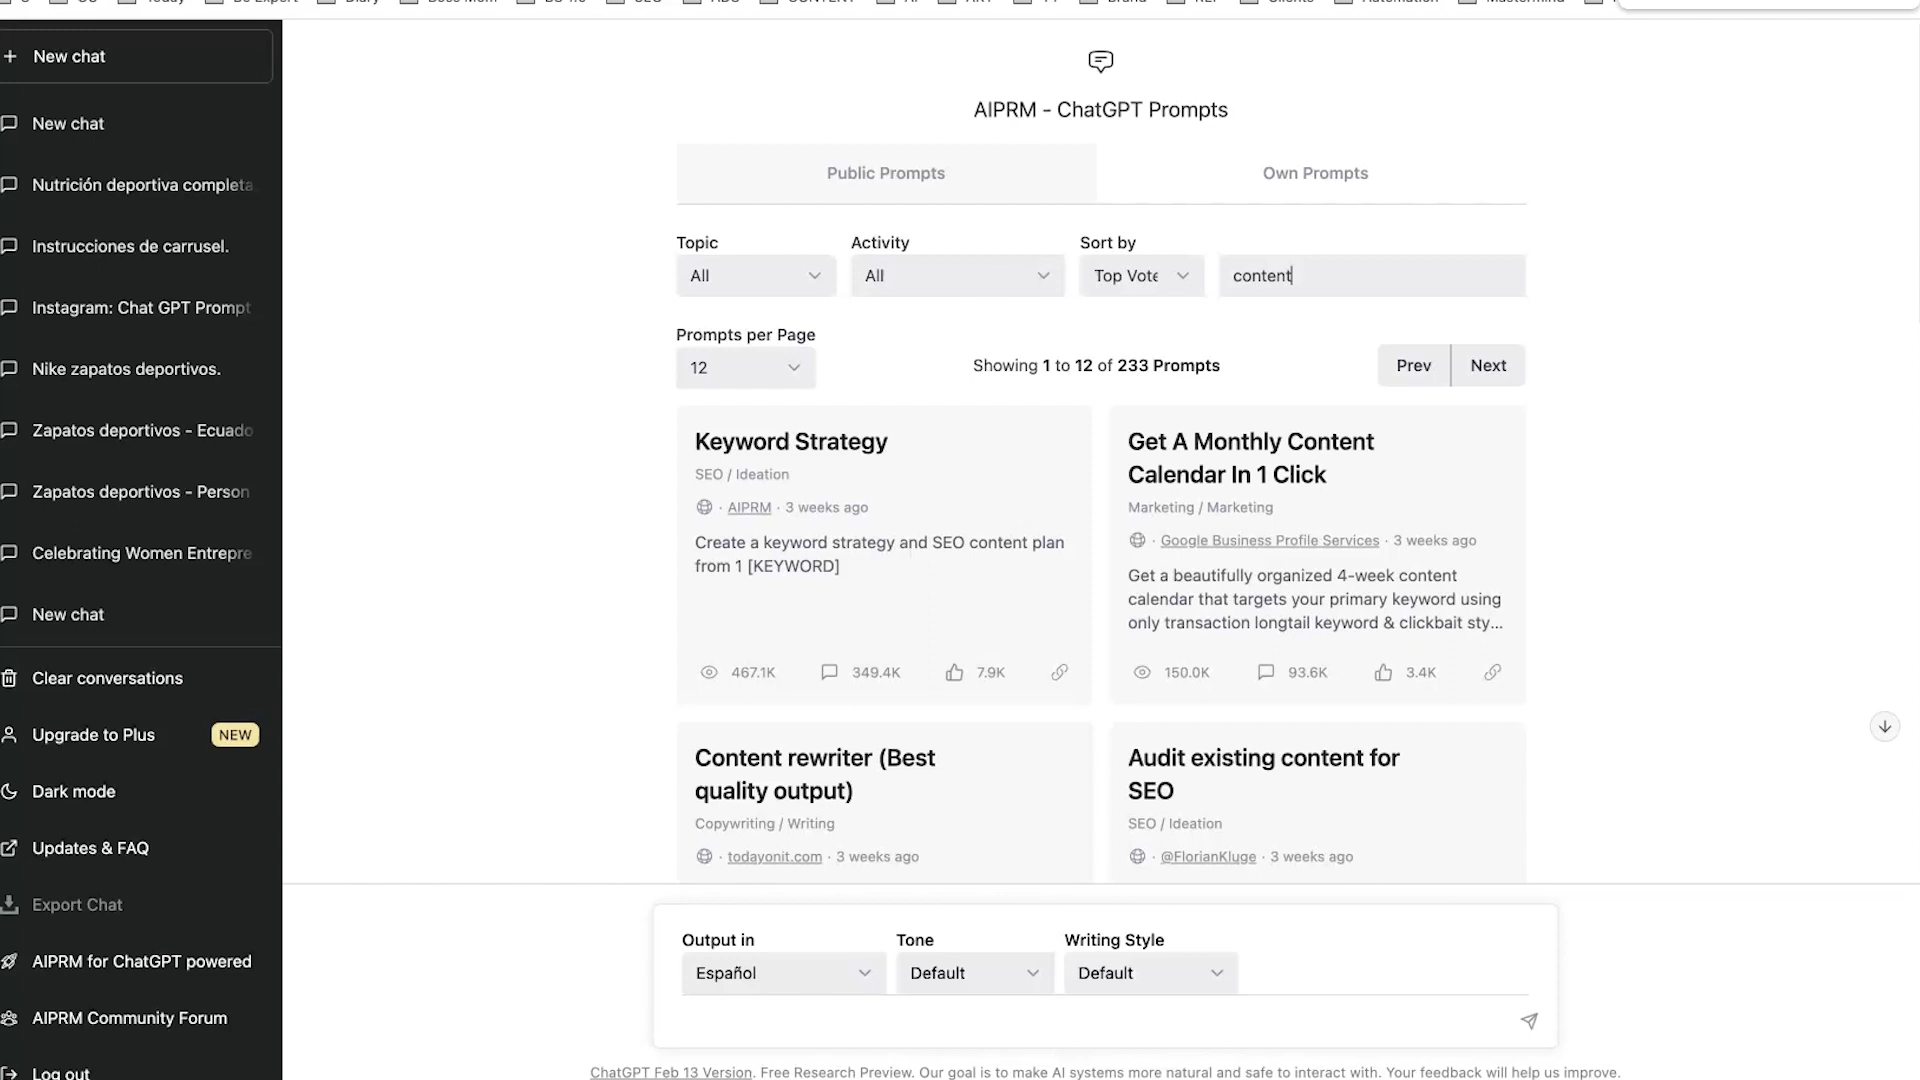 New chat
New chat
Nutrición deportiva completa
Instrucciones de carrusel.
Instagram: Chat GPT Prompt
Nike zapatos deportivos.
Zapatos deportivos - Ecuado
Zapatos deportivos - Person
Celebrating Women Entrepre
New chat
Clear conversations
Upgrade to Plus NEW
Dark mode
Updates & FAQ
Export Chat
AIPRM for ChatGPT powered
AIPRM Community Forum
Log out
AIPRM - ChatGPT Prompts
Public Prompts Own Prompts
Topic Activity Sort by
All All Top Vote content
Prompts per Page
12 Showing 1 to 12 of 233 Prompts Prev Next
Keyword Strategy
SEO / Ideation
· AIPRM · 3 weeks ago
Create a keyword strategy and SEO content plan
from 1 [KEYWORD]
467.1K 349.4K 7.9K
Get A Monthly Content
Calendar In 1 Click
Marketing / Marketing
· Google Business Profile Services · 3 weeks ago
Get a beautifully organized 4-week content
calendar that targets your primary keyword using
only transaction longtail keyword & clickbait sty...
150.0K 93.6K 3.4K
Content rewriter (Best
quality output)
Copywriting / Writing
· todayonit.com · 3 weeks ago
Audit existing content for
SEO
SEO / Ideation
· @FlorianKluge · 3 weeks ago
Output in Tone Writing Style
Español Default Default
ChatGPT Feb 13 Version. Free Research Preview. Our goal is to make AI systems more natural and safe to interact with. Your feedback will help us improve.